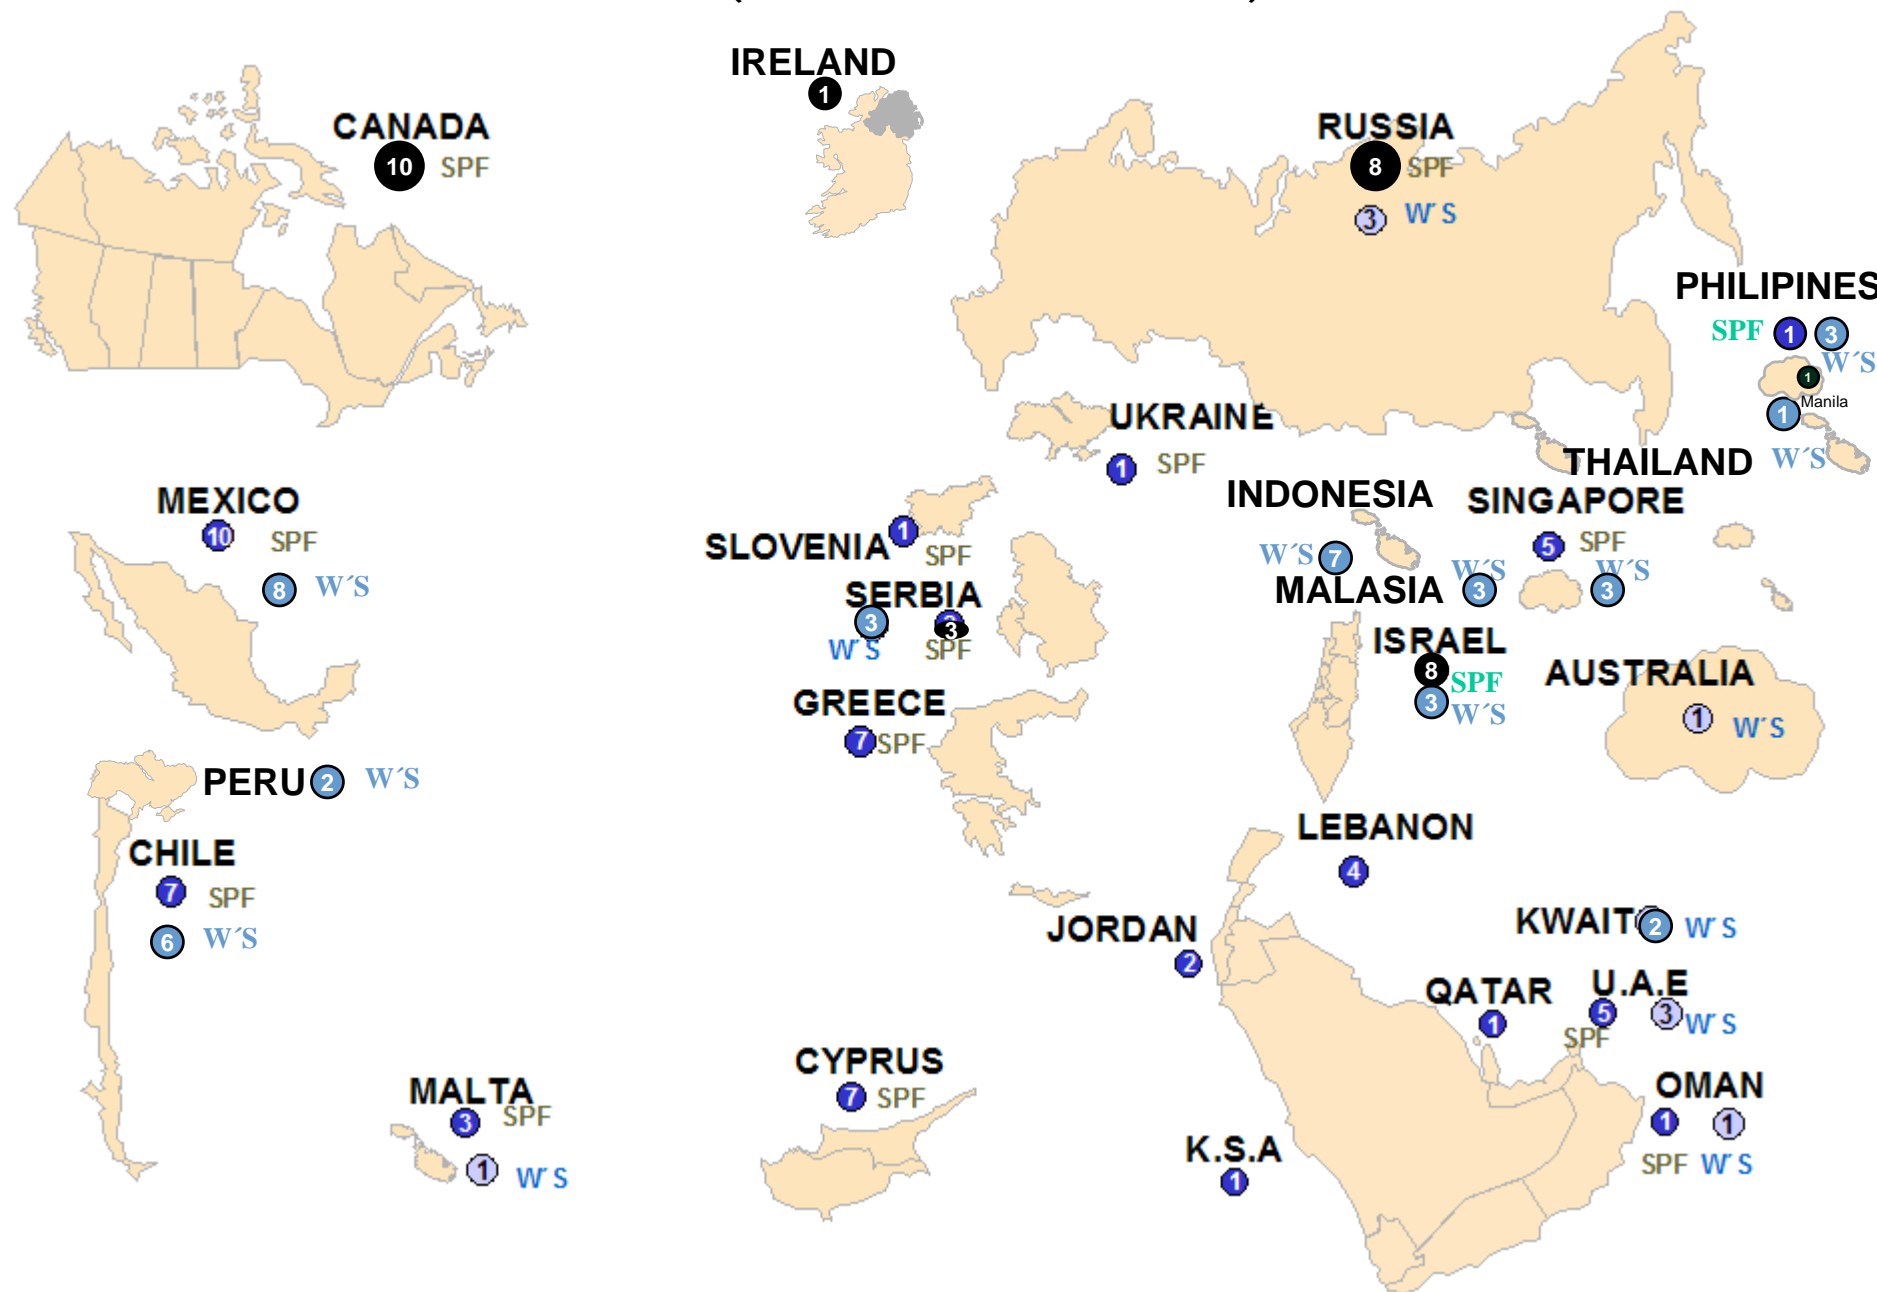 CANADA
10 SPF
IRELAND
1
RUSSIA
8 SPF
3 W´S
PHILIPINES
SPF 1 3
W´S
1
Manila
1
W´S
THAILAND
UKRAINE
1 SPF
MEXICO
10 SPF
8 W´S
SLOVENIA 1
SPF
SERBIA
3 3
W´S SPF
GREECE
7 SPF
INDONESIA
W´S 7
SINGAPORE
5 SPF
W´S W´S
MALASIA 3 3
ISRAEL
8 SPF
3 W´S
AUSTRALIA
1 W´S
PERU 2 W´S
CHILE
7 SPF
6 W´S
LEBANON
4
JORDAN
2
KWAIT 2 W´S
QATAR
1
U.A.E
5 3 W´S
SPF
OMAN
1 1
SPF W´S
MALTA
3 SPF
1 W´S
CYPRUS
7 SPF
K.S.A
1